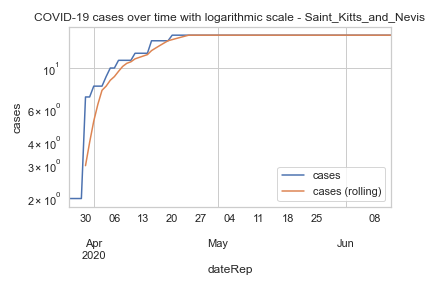 COVID-19 cases over time with logarithmic scale - Saint_Kitts_and_Nevis
cases
10¹
6 × 10⁰
4 × 10⁰
3 × 10⁰
2 × 10⁰
cases
cases (rolling)
30 06 13 20 27 04 11 18 25 08
Apr May Jun
2020
dateRep